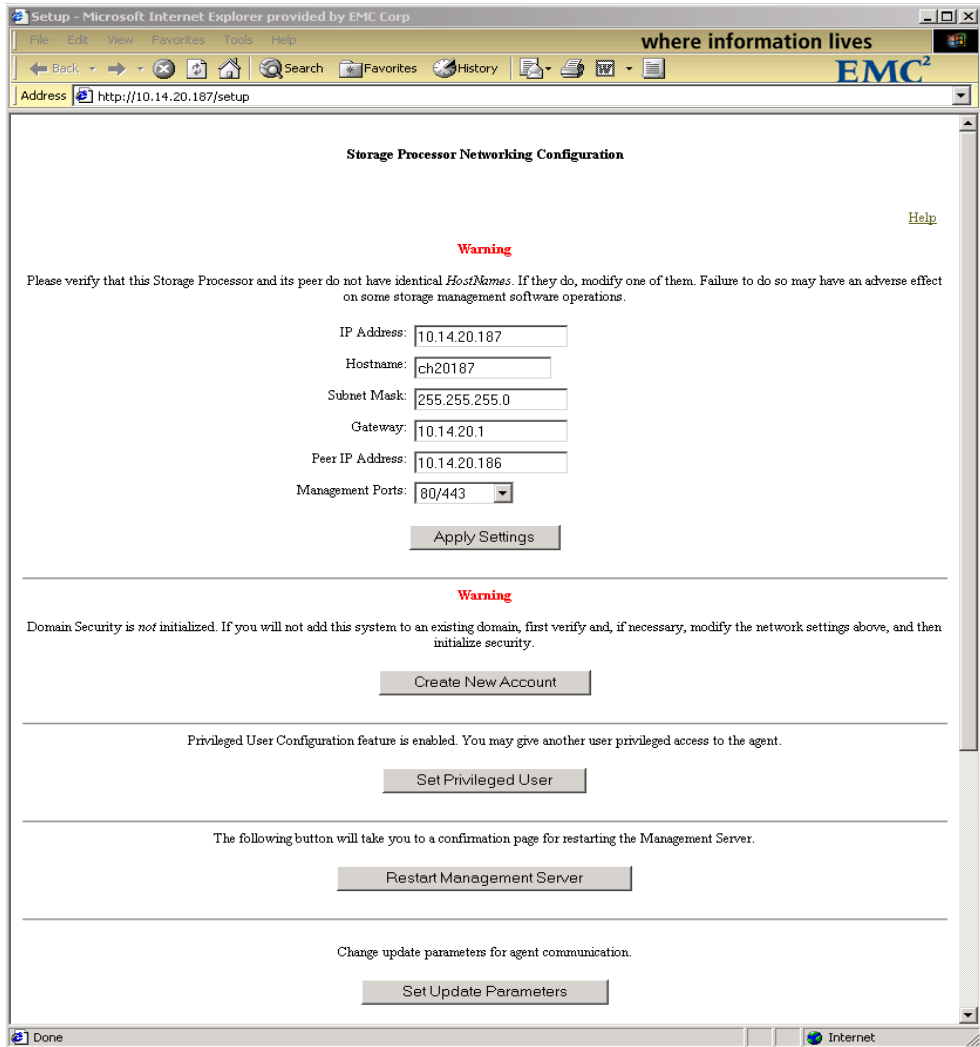 Setup - Microsoft Internet Explorer provided by EMC Corp
File Edit View Favorites Tools Help
where information lives
Back Search Favorites History
EMC²
Address http://10.14.20.187/setup
Storage Processor Networking Configuration
Help
Warning
Please verify that this Storage Processor and its peer do not have identical HostNames. If they do, modify one of them. Failure to do so may have an adverse effect
on some storage management software operations.
IP Address: 10.14.20.187
Hostname: ch20187
Subnet Mask: 255.255.255.0
Gateway: 10.14.20.1
Peer IP Address: 10.14.20.186
Management Ports: 80/443
Apply Settings
Warning
Domain Security is not initialized. If you will not add this system to an existing domain, first verify and, if necessary, modify the network settings above, and then
initialize security.
Create New Account
Privileged User Configuration feature is enabled. You may give another user privileged access to the agent.
Set Privileged User
The following button will take you to a confirmation page for restarting the Management Server.
Restart Management Server
Change update parameters for agent communication.
Set Update Parameters
Done
Internet